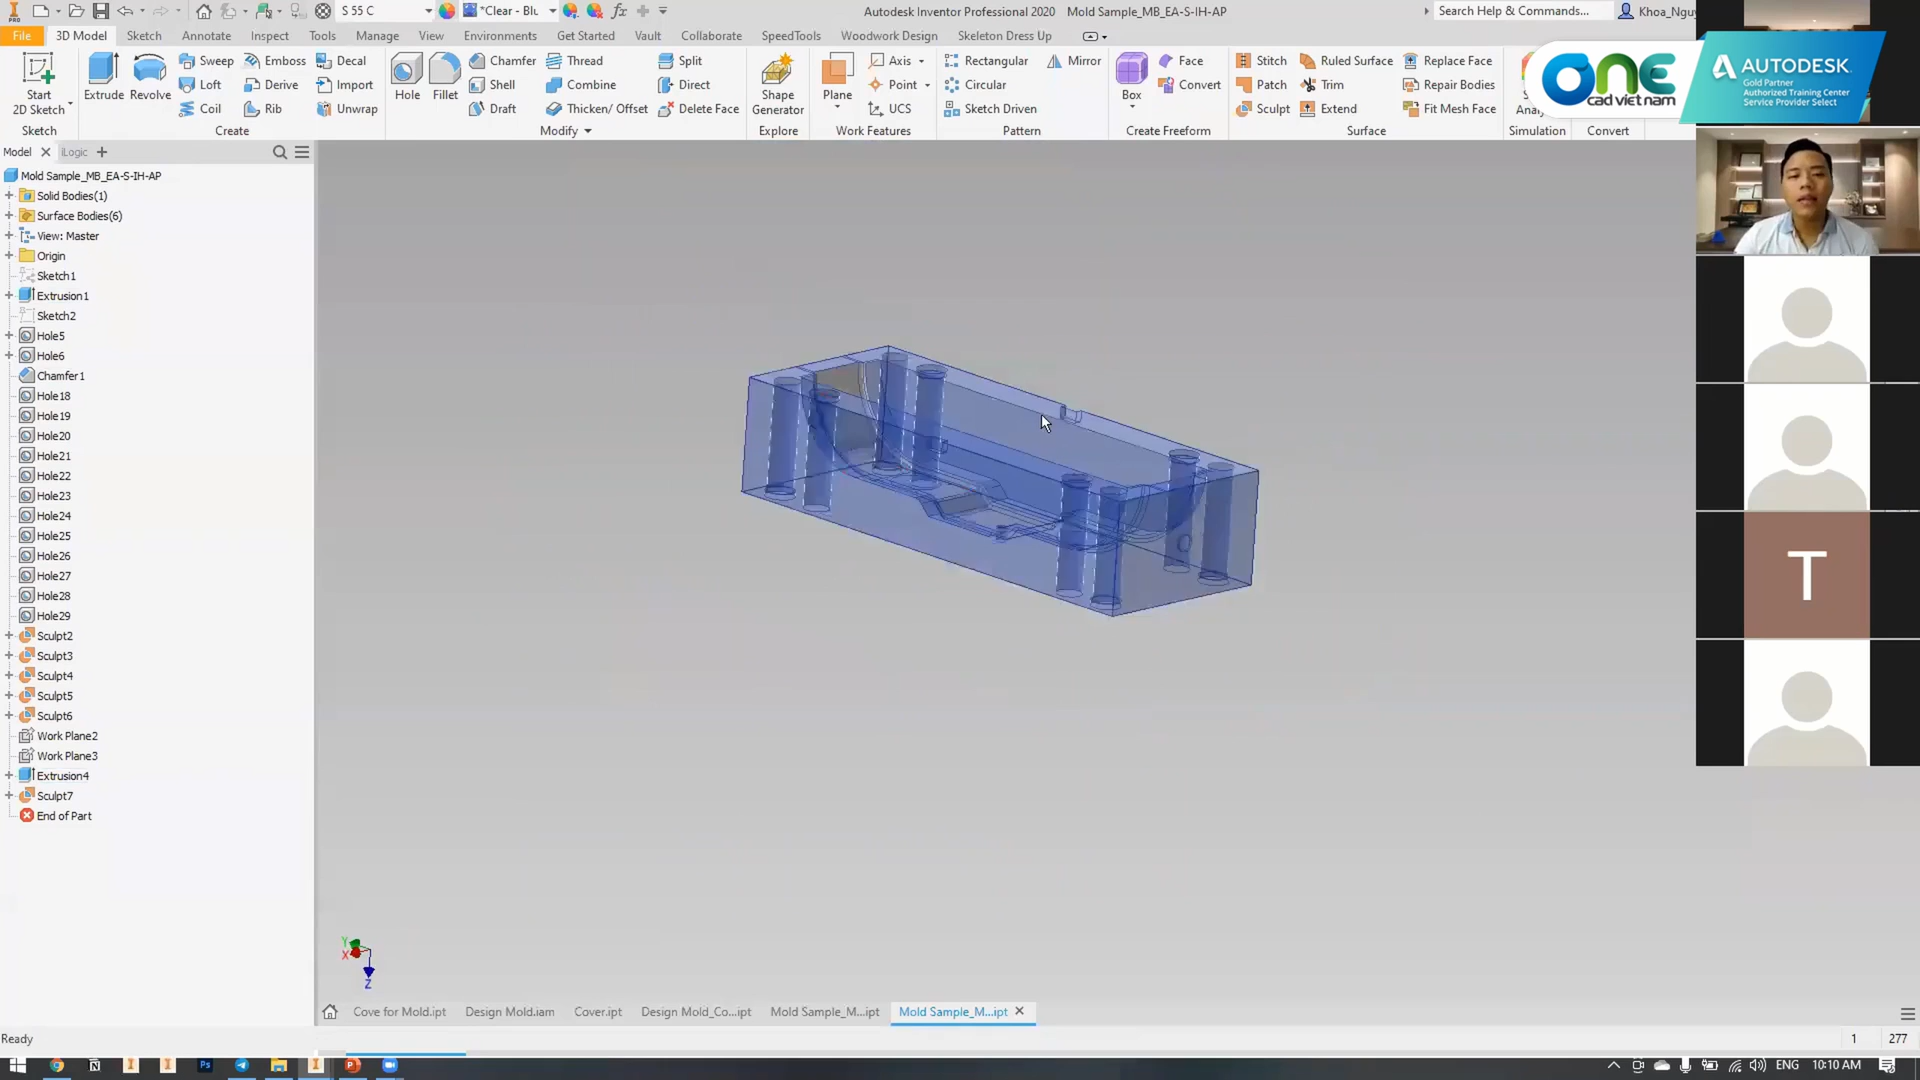 PRO
S 55 C
*Clear - Blu
fx
Autodesk Inventor Professional 2020 Mold Sample_MB_EA-S-IH-AP
Search Help & Commands...
Khoa_Nguy
File 3D Model Sketch Annotate Inspect Tools Manage View Environments Get Started Vault Collaborate SpeedTools Woodwork Design Skeleton Dress Up
Start
2D Sketch
Sketch
Extrude
Revolve
Sweep Emboss Decal
Loft Derive Import
Coil Rib Unwrap
Create
Hole
Fillet
Chamfer Thread Split
Shell Combine Direct
Draft Thicken/ Offset Delete Face
Modify
Shape
Generator
Explore
Plane
Axis
Point
UCS
Work Features
Rectangular Mirror
Circular
Sketch Driven
Pattern
Box
Face
Convert
Create Freeform
Stitch Ruled Surface Replace Face
Patch Trim Repair Bodies
Sculpt Extend Fit Mesh Face
Surface
Simulation
Convert
one
cad viet nam
AUTODESK.
Gold Partner
Authorized Training Center
Service Provider Select
Model iLogic
Mold Sample_MB_EA-S-IH-AP
Solid Bodies(1)
Surface Bodies(6)
View: Master
Origin
Sketch1
Extrusion1
Sketch2
Hole5
Hole6
Chamfer1
Hole18
Hole19
Hole20
Hole21
Hole22
Hole23
Hole24
Hole25
Hole26
Hole27
Hole28
Hole29
Sculpt2
Sculpt3
Sculpt4
Sculpt5
Sculpt6
Work Plane2
Work Plane3
Extrusion4
Sculpt7
End of Part
T
Y
X
Z
Cove for Mold.ipt Design Mold.iam Cover.ipt Design Mold_Co...ipt Mold Sample_M...ipt Mold Sample_M...ipt
Ready
1 277
Ps
ENG 10:10 AM